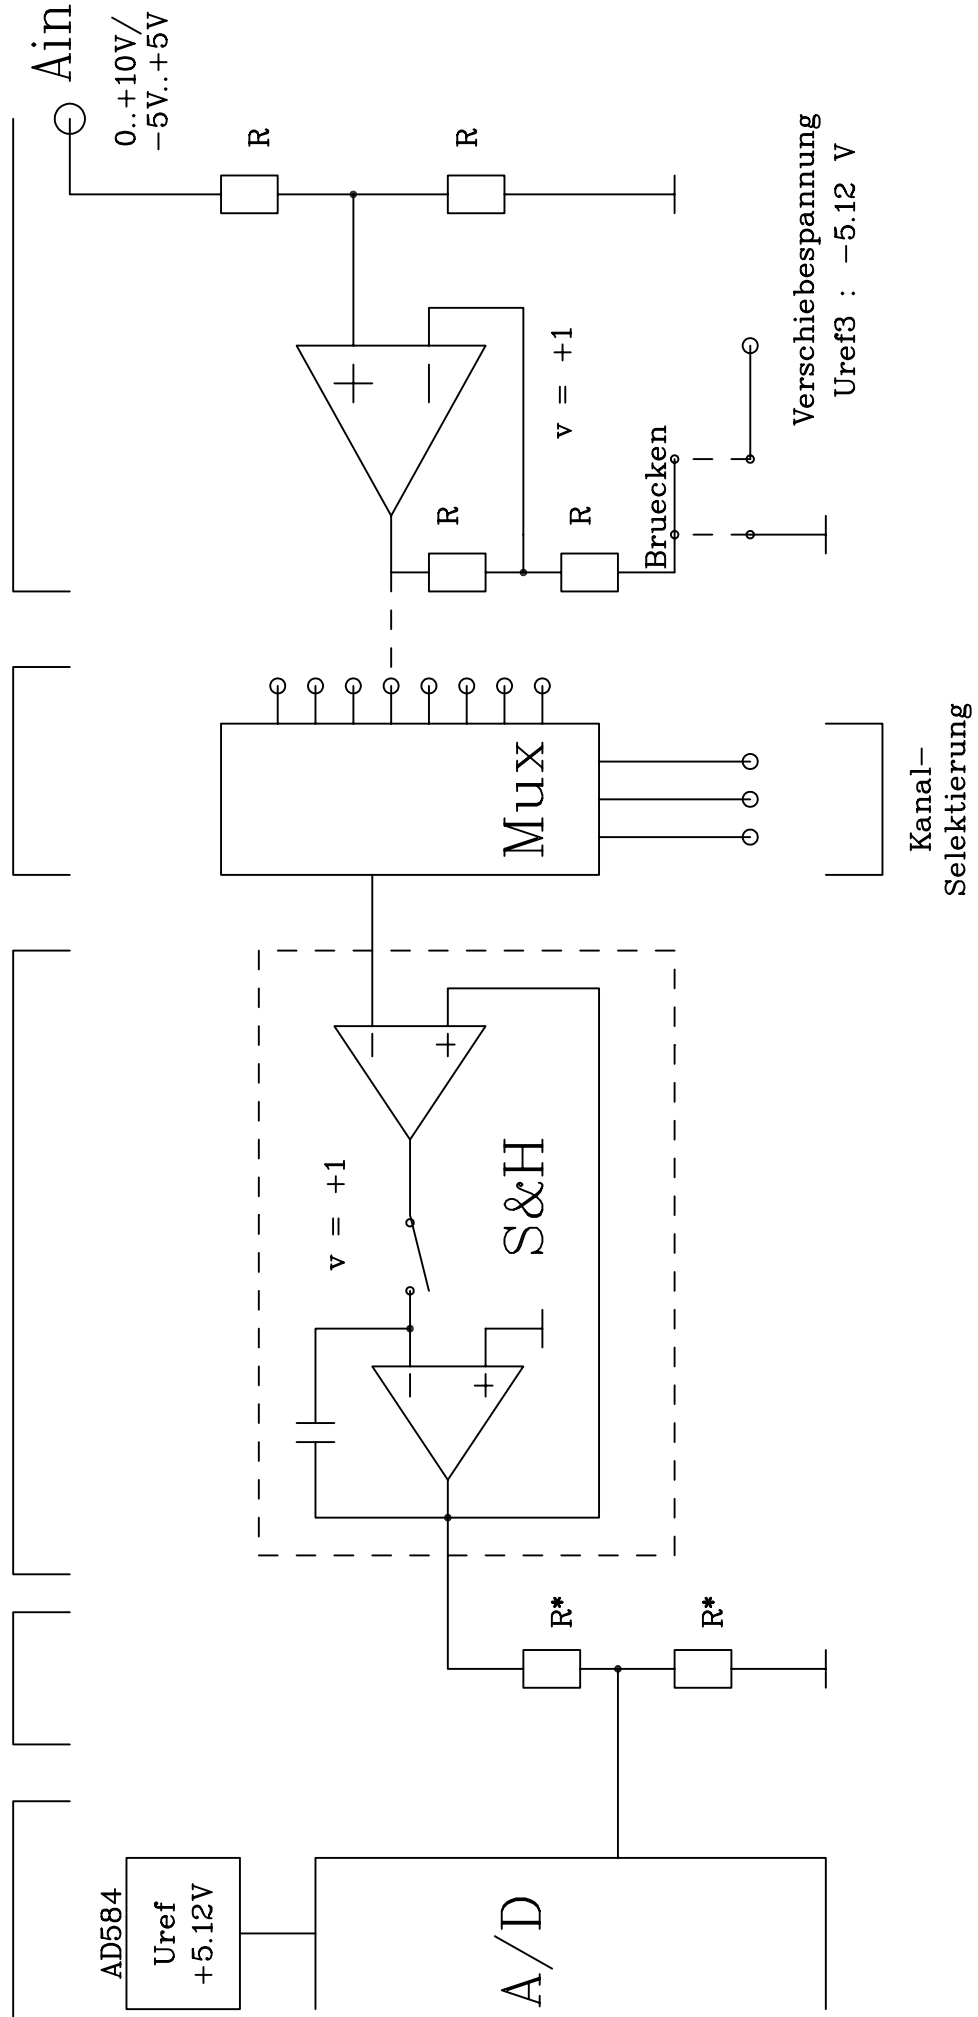 Ain
0..+10V/
-5V..+5V
R
R
v = +1
R
R
Bruecken
Verschiebespannung
Uref3 : -5.12 V
Mux
Kanal-
Selektierung
v = +1
S&H
R*
R*
AD584
Uref
+5.12V
A/D